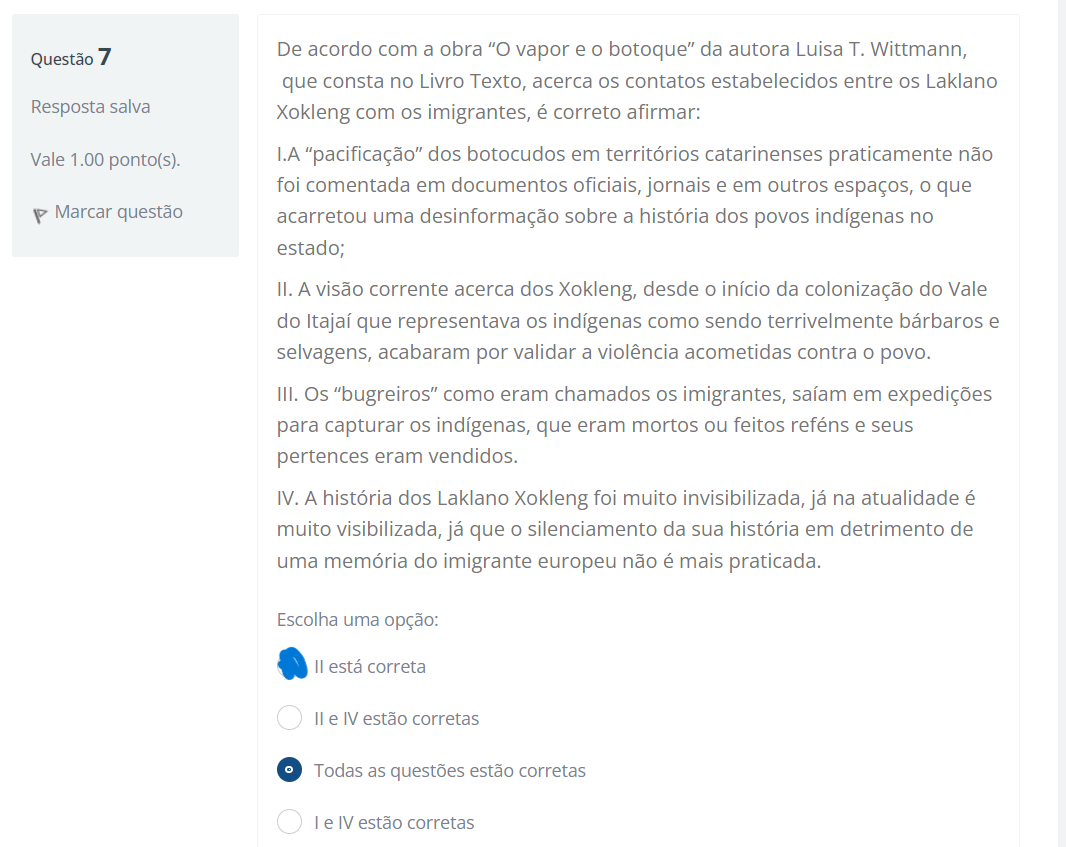 Questão 7
Resposta salva
Vale 1.00 ponto(s).
Marcar questão
De acordo com a obra “O vapor e o botoque” da autora Luisa T. Wittmann,
que consta no Livro Texto, acerca os contatos estabelecidos entre os Laklano
Xokleng com os imigrantes, é correto afirmar:
I.A “pacificação” dos botocudos em territórios catarinenses praticamente não
foi comentada em documentos oficiais, jornais e em outros espaços, o que
acarretou uma desinformação sobre a história dos povos indígenas no
estado;
II. A visão corrente acerca dos Xokleng, desde o início da colonização do Vale
do Itajaí que representava os indígenas como sendo terrivelmente bárbaros e
selvagens, acabaram por validar a violência acometidas contra o povo.
III. Os “bugreiros” como eram chamados os imigrantes, saíam em expedições
para capturar os indígenas, que eram mortos ou feitos reféns e seus
pertences eram vendidos.
IV. A história dos Laklano Xokleng foi muito invisibilizada, já na atualidade é
muito visibilizada, já que o silenciamento da sua história em detrimento de
uma memória do imigrante europeu não é mais praticada.
Escolha uma opção:
II está correta
II e IV estão corretas
Todas as questões estão corretas
I e IV estão corretas